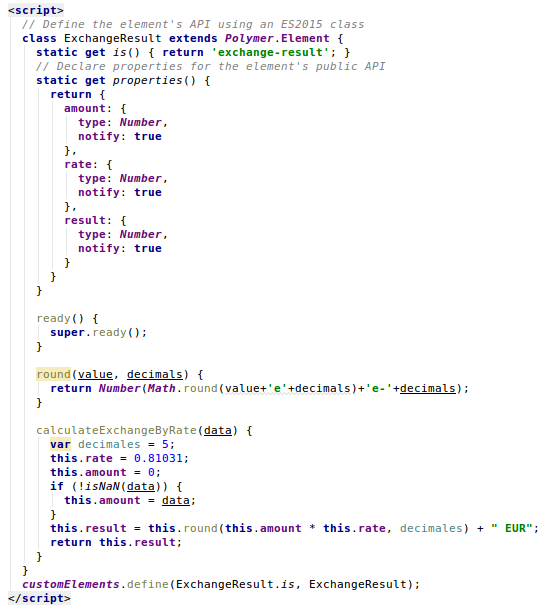 <script>
// Define the element's API using an ES2015 class
class ExchangeResult extends Polymer.Element {
static get is() { return 'exchange-result'; }
// Declare properties for the element's public API
static get properties() {
return {
amount: {
type: Number,
notify: true
},
rate: {
type: Number,
notify: true
},
result: {
type: Number,
notify: true
}
}
}
ready() {
super.ready();
}
round(value, decimals) {
return Number(Math.round(value+'e'+decimals)+'e-'+decimals);
}
calculateExchangeByRate(data) {
var decimales = 5;
this.rate = 0.81031;
this.amount = 0;
if (!isNaN(data)) {
this.amount = data;
}
this.result = this.round(this.amount * this.rate, decimales) + " EUR";
return this.result;
}
}
customElements.define(ExchangeResult.is, ExchangeResult);
</script>